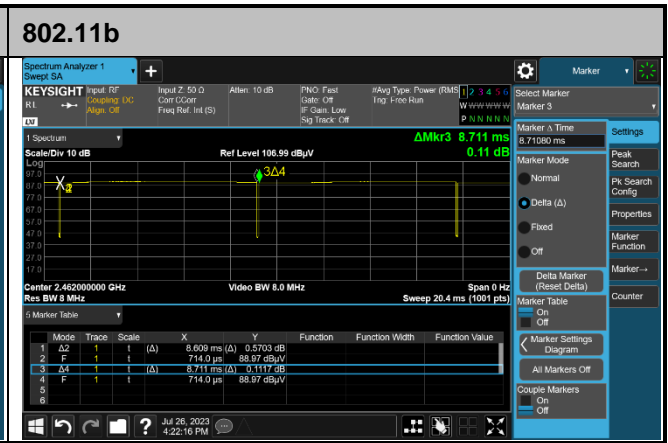 802.11b
Spectrum Analyzer 1
Swept SA
Marker
KEYSIGHT
RL
LXI
Input: RF
Coupling: DC
Align: Off
Input Z: 50 Ω
Corr CCorr
Freq Ref: Int (S)
Atten: 10 dB
PNO: Fast
Gate: Off
IF Gain: Low
Sig Track: Off
#Avg Type: Power (RMS
Trig: Free Run
1 2 3 4 5 6
W W W W W W
P N N N N N
Select Marker
Marker 3
1 Spectrum
Scale/Div 10 dB
Ref Level 106.99 dBμV
ΔMkr3 8.711 ms
0.11 dB
Log
97.0
87.0
77.0
67.0
57.0
47.0
37.0
27.0
17.0
3Δ4
Center 2.462000000 GHz
Res BW 8 MHz
Video BW 8.0 MHz
Span 0 Hz
Sweep 20.4 ms (1001 pts)
5 Marker Table
Mode Trace Scale X Y Function Function Width Function Value
1 Δ2 1 t (Δ) 8.609 ms (Δ) 0.5703 dB
2 F 1 t 714.0 μs 88.97 dBμV
3 Δ4 1 t (Δ) 8.711 ms (Δ) 0.1117 dB
4 F 1 t 714.0 μs 88.97 dBμV
5
6
Marker Δ Time
8.71080 ms
Marker Mode
Normal
Delta (Δ)
Fixed
Off
Delta Marker
(Reset Delta)
Marker Table
On
Off
Marker Settings
Diagram
All Markers Off
Couple Markers
On
Off
Settings
Peak
Search
Pk Search
Config
Properties
Marker
Function
Marker→
Counter
?
Jul 26, 2023
4:22:16 PM